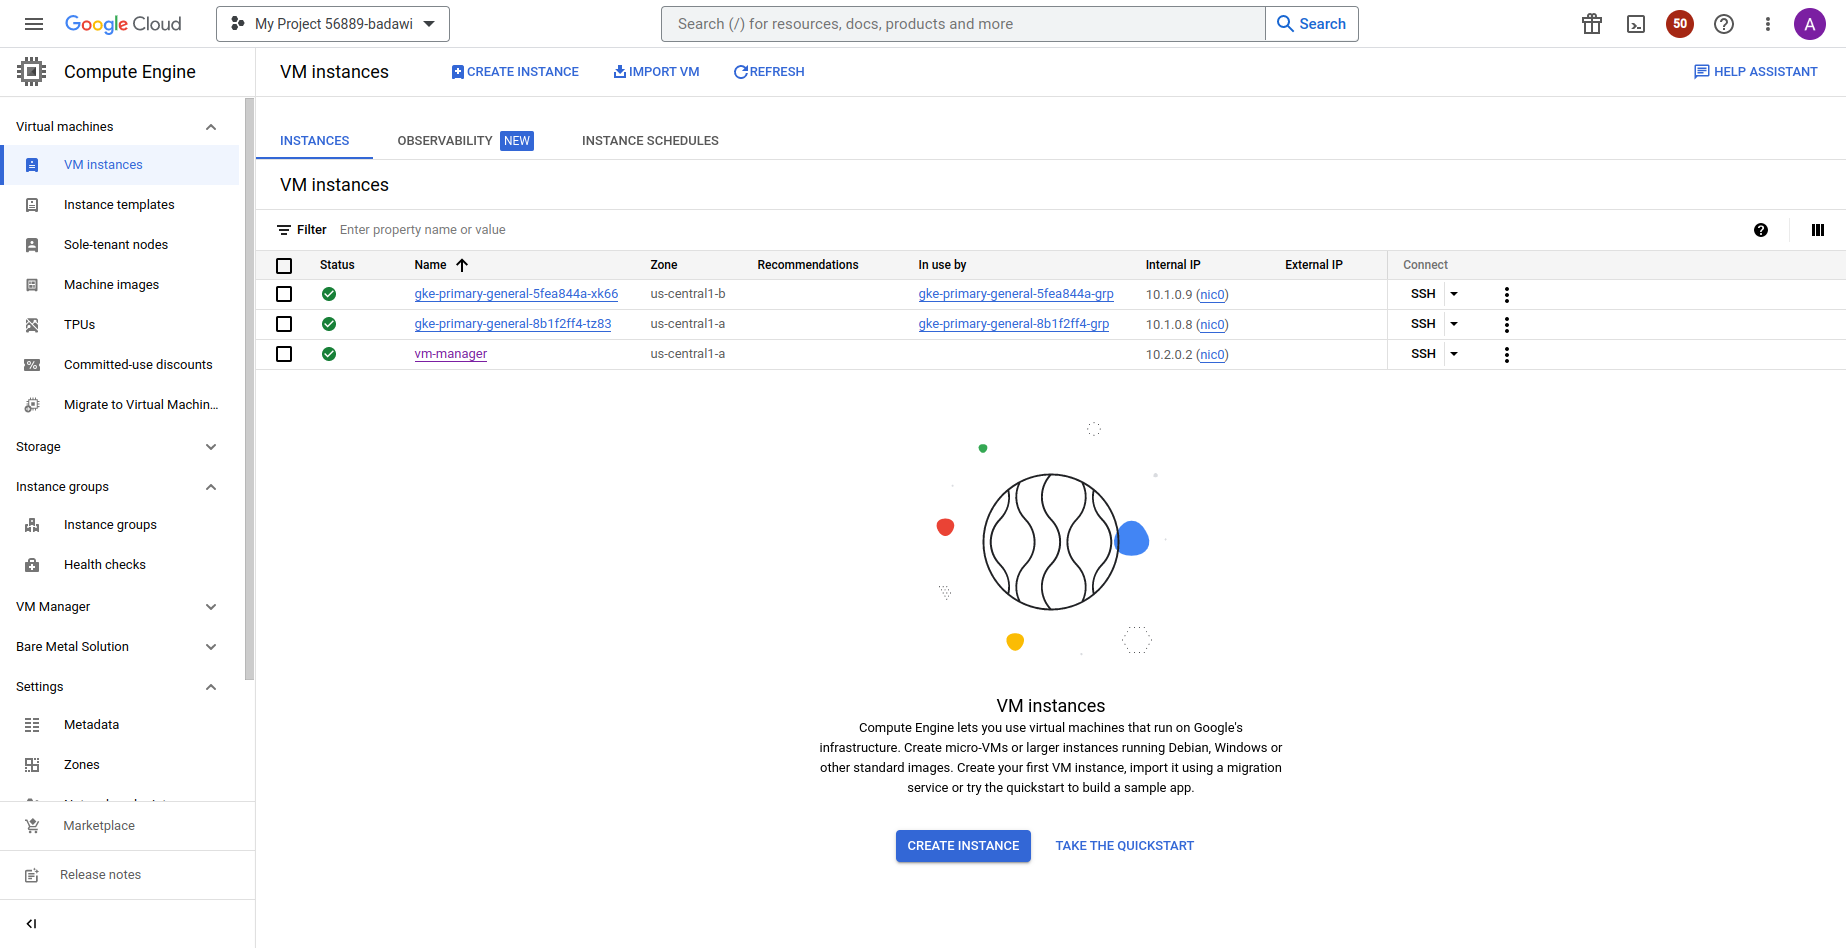 Google Cloud
My Project 56889-badawi
Search (/) for resources, docs, products and more
Search
50
A
Compute Engine
VM instances
CREATE INSTANCE
IMPORT VM
REFRESH
HELP ASSISTANT
Virtual machines
VM instances
Instance templates
Sole-tenant nodes
Machine images
TPUs
Committed-use discounts
Migrate to Virtual Machin...
Storage
Instance groups
Instance groups
Health checks
VM Manager
Bare Metal Solution
Settings
Metadata
Zones
Marketplace
Release notes
INSTANCES
OBSERVABILITY NEW
INSTANCE SCHEDULES
VM instances
Filter Enter property name or value
Status Name Zone Recommendations In use by Internal IP External IP Connect
gke-primary-general-5fea844a-xk66 us-central1-b gke-primary-general-5fea844a-grp 10.1.0.9 (nic0) SSH
gke-primary-general-8b1f2ff4-tz83 us-central1-a gke-primary-general-8b1f2ff4-grp 10.1.0.8 (nic0) SSH
vm-manager us-central1-a 10.2.0.2 (nic0) SSH
VM instances
Compute Engine lets you use virtual machines that run on Google's
infrastructure. Create micro-VMs or larger instances running Debian, Windows or
other standard images. Create your first VM instance, import it using a migration
service or try the quickstart to build a sample app.
CREATE INSTANCE
TAKE THE QUICKSTART